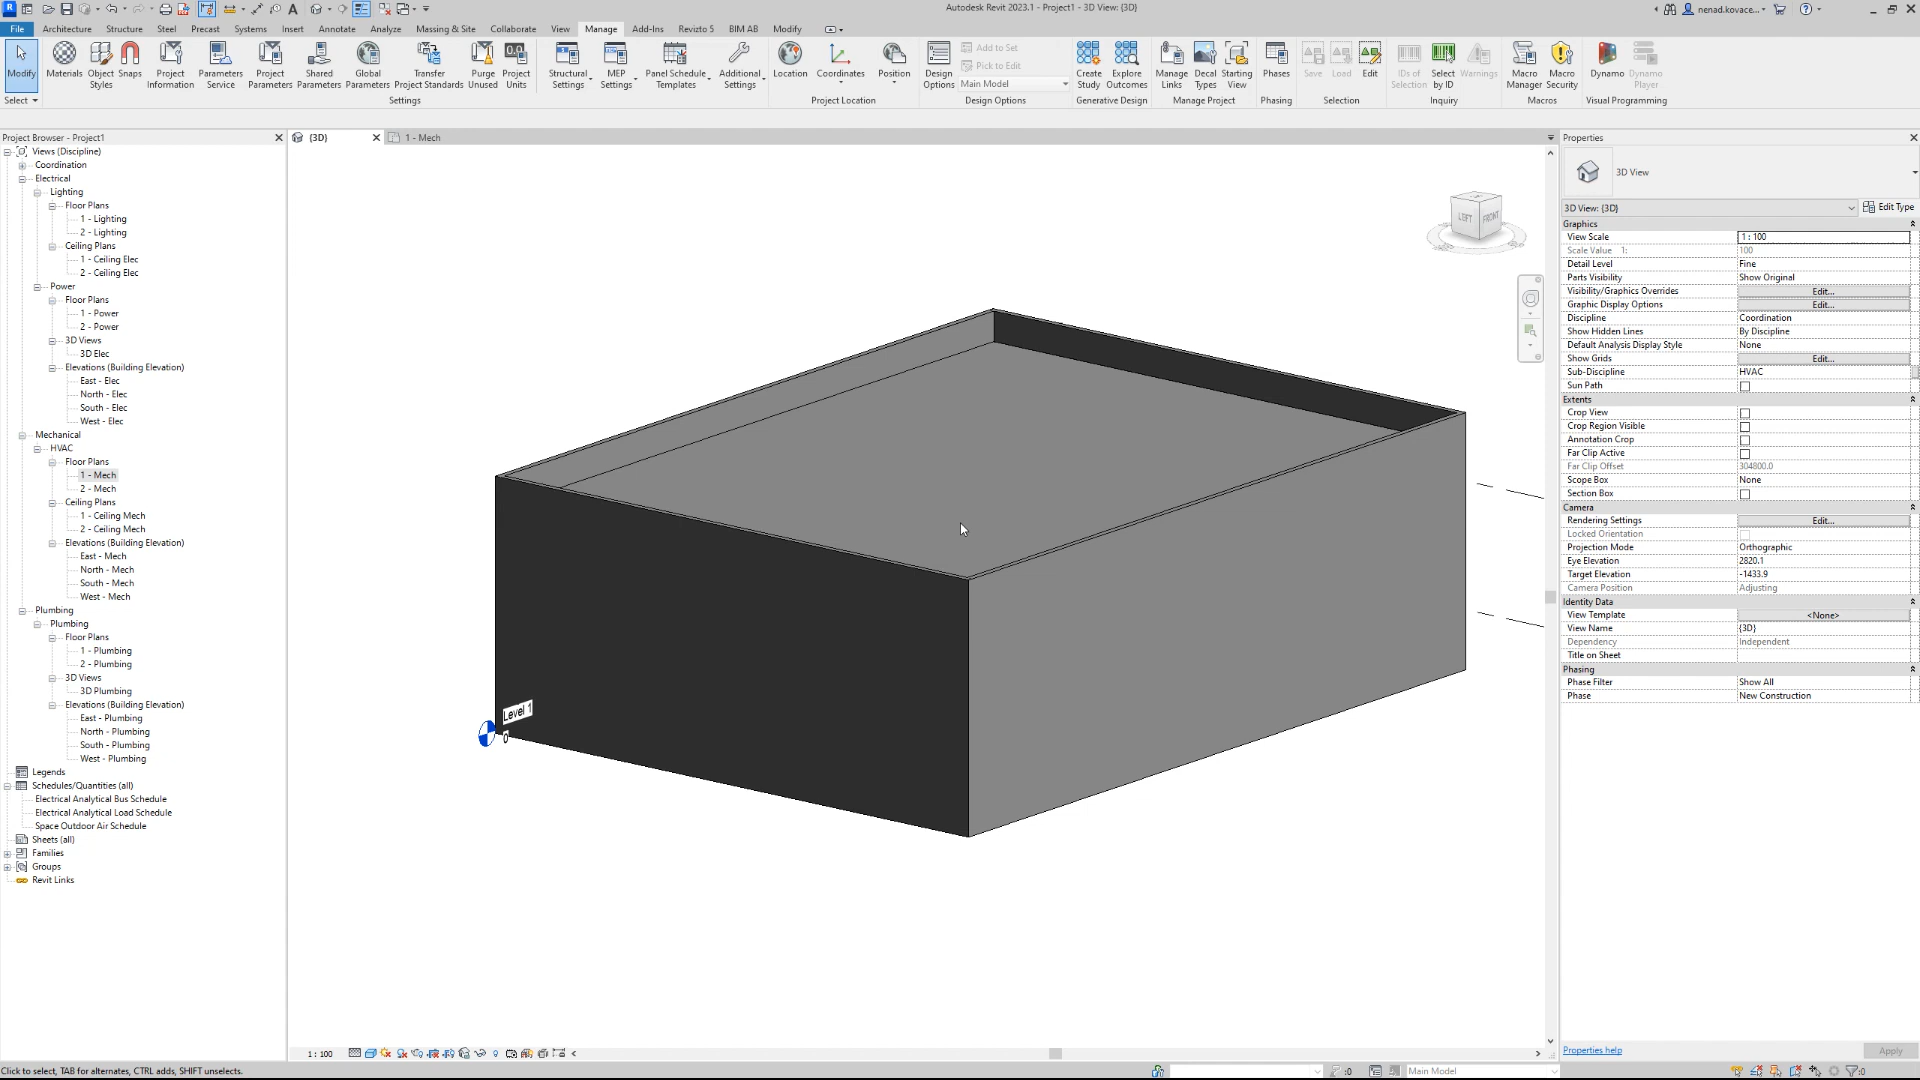 Autodesk Revit 2023.1 - Project1 - 3D View: {3D}
nenad.kovace...
File Architecture Structure Steel Precast Systems Insert Annotate Analyze Massing & Site Collaborate View Manage Add-Ins Revizto 5 BIM AB Modify
Modify
Materials
Object Styles
Snaps
Project Information
Parameters Service
Project Parameters
Shared Parameters
Global Parameters
Transfer Project Standards
Purge Unused
Project Units
Structural Settings
MEP Settings
Panel Schedule Templates
Additional Settings
Location
Coordinates
Position
Design Options
Add to Set
Pick to Edit
Main Model
Create Study
Explore Outcomes
Manage Links
Decal Types
Starting View
Phases
Save
Load
Edit
IDs of Selection
Select by ID
Warnings
Macro Manager
Macro Security
Dynamo
Dynamo Player
Select
Settings
Project Location
Design Options
Generative Design
Manage Project
Phasing
Selection
Inquiry
Macros
Visual Programming
Project Browser - Project1
Views (Discipline)
Coordination
Electrical
Lighting
Floor Plans
1 - Lighting
2 - Lighting
Ceiling Plans
1 - Ceiling Elec
2 - Ceiling Elec
Power
Floor Plans
1 - Power
2 - Power
3D Views
3D Elec
Elevations (Building Elevation)
East - Elec
North - Elec
South - Elec
West - Elec
Mechanical
HVAC
Floor Plans
1 - Mech
2 - Mech
Ceiling Plans
1 - Ceiling Mech
2 - Ceiling Mech
Elevations (Building Elevation)
East - Mech
North - Mech
South - Mech
West - Mech
Plumbing
Plumbing
Floor Plans
1 - Plumbing
2 - Plumbing
3D Views
3D Plumbing
Elevations (Building Elevation)
East - Plumbing
North - Plumbing
South - Plumbing
West - Plumbing
Legends
Schedules/Quantities (all)
Electrical Analytical Bus Schedule
Electrical Analytical Load Schedule
Space Outdoor Air Schedule
Sheets (all)
Families
Groups
Revit Links
{3D}
1 - Mech
LEFT FRONT
Level 1
0
1 : 100
Properties
3D View
3D View: {3D}
Edit Type
Graphics
View Scale 1 : 100
Scale Value 1: 100
Detail Level Fine
Parts Visibility Show Original
Visibility/Graphics Overrides Edit...
Graphic Display Options Edit...
Discipline Coordination
Show Hidden Lines By Discipline
Default Analysis Display Style None
Show Grids Edit...
Sub-Discipline HVAC
Sun Path
Extents
Crop View
Crop Region Visible
Annotation Crop
Far Clip Active
Far Clip Offset 304800.0
Scope Box None
Section Box
Camera
Rendering Settings Edit...
Locked Orientation
Projection Mode Orthographic
Eye Elevation 2820.1
Target Elevation -1433.9
Camera Position Adjusting
Identity Data
View Template <None>
View Name {3D}
Dependency Independent
Title on Sheet
Phasing
Phase Filter Show All
Phase New Construction
Properties help
Apply
Click to select, TAB for alternates, CTRL adds, SHIFT unselects.
:0
Main Model
:0